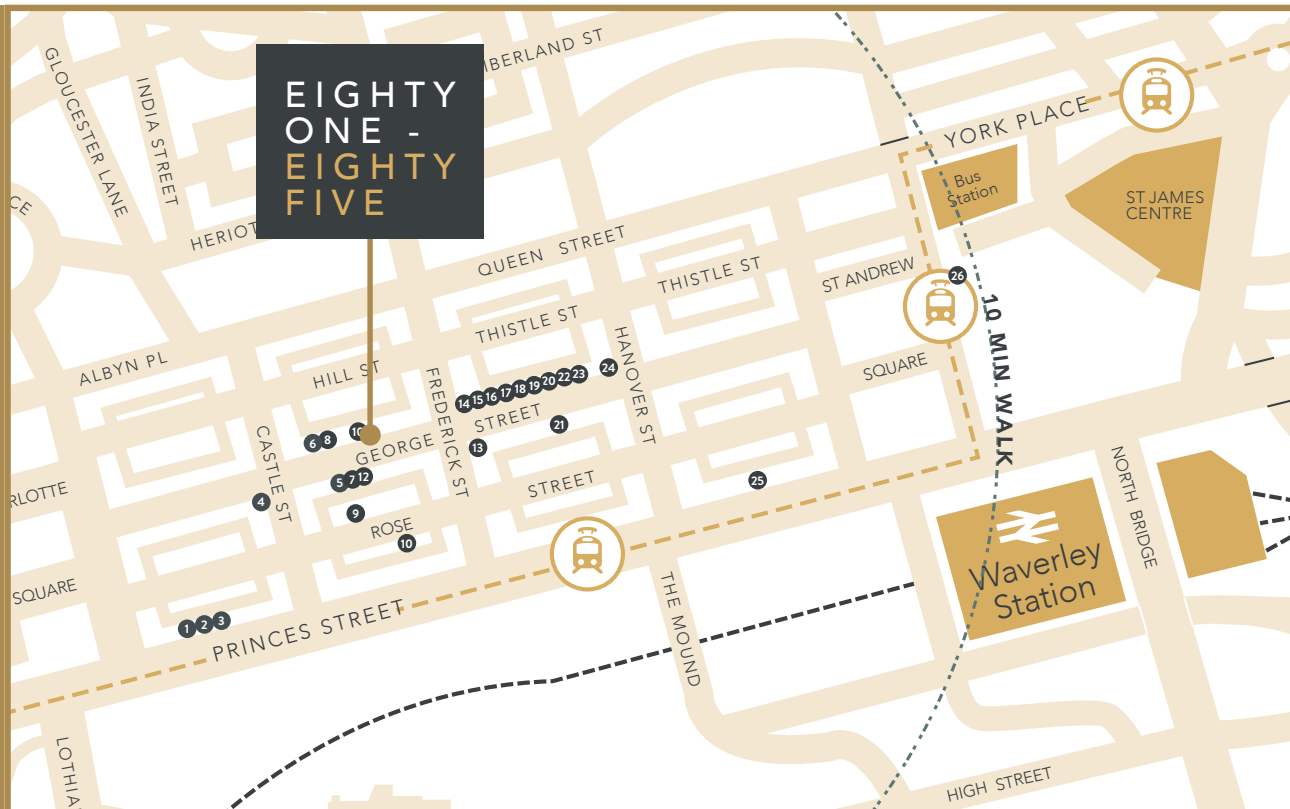 EIGHTY
ONE -
EIGHTY
FIVE
IBERLAND ST
GLOUCESTER LANE
INDIA STREET
CE
HERIOT
YORK PLACE
Bus
Station
ST JAMES
CENTRE
QUEEN STREET
THISTLE ST
THISTLE ST
ST ANDREW
SQUARE
26
10 MIN WALK
ALBYN PL
HILL ST
FREDERICK ST
HANOVER ST
CASTLE ST
14 15 16 17 18 19 20 22 23
24
6 8
10
GEORGE STREET
21
13
5 7 12
4
9
ROSE STREET
10
25
RLOTTE
SQUARE
1 2 3
PRINCES STREET
THE MOUND
NORTH BRIDGE
Waverley
Station
LOTHIA
HIGH STREET